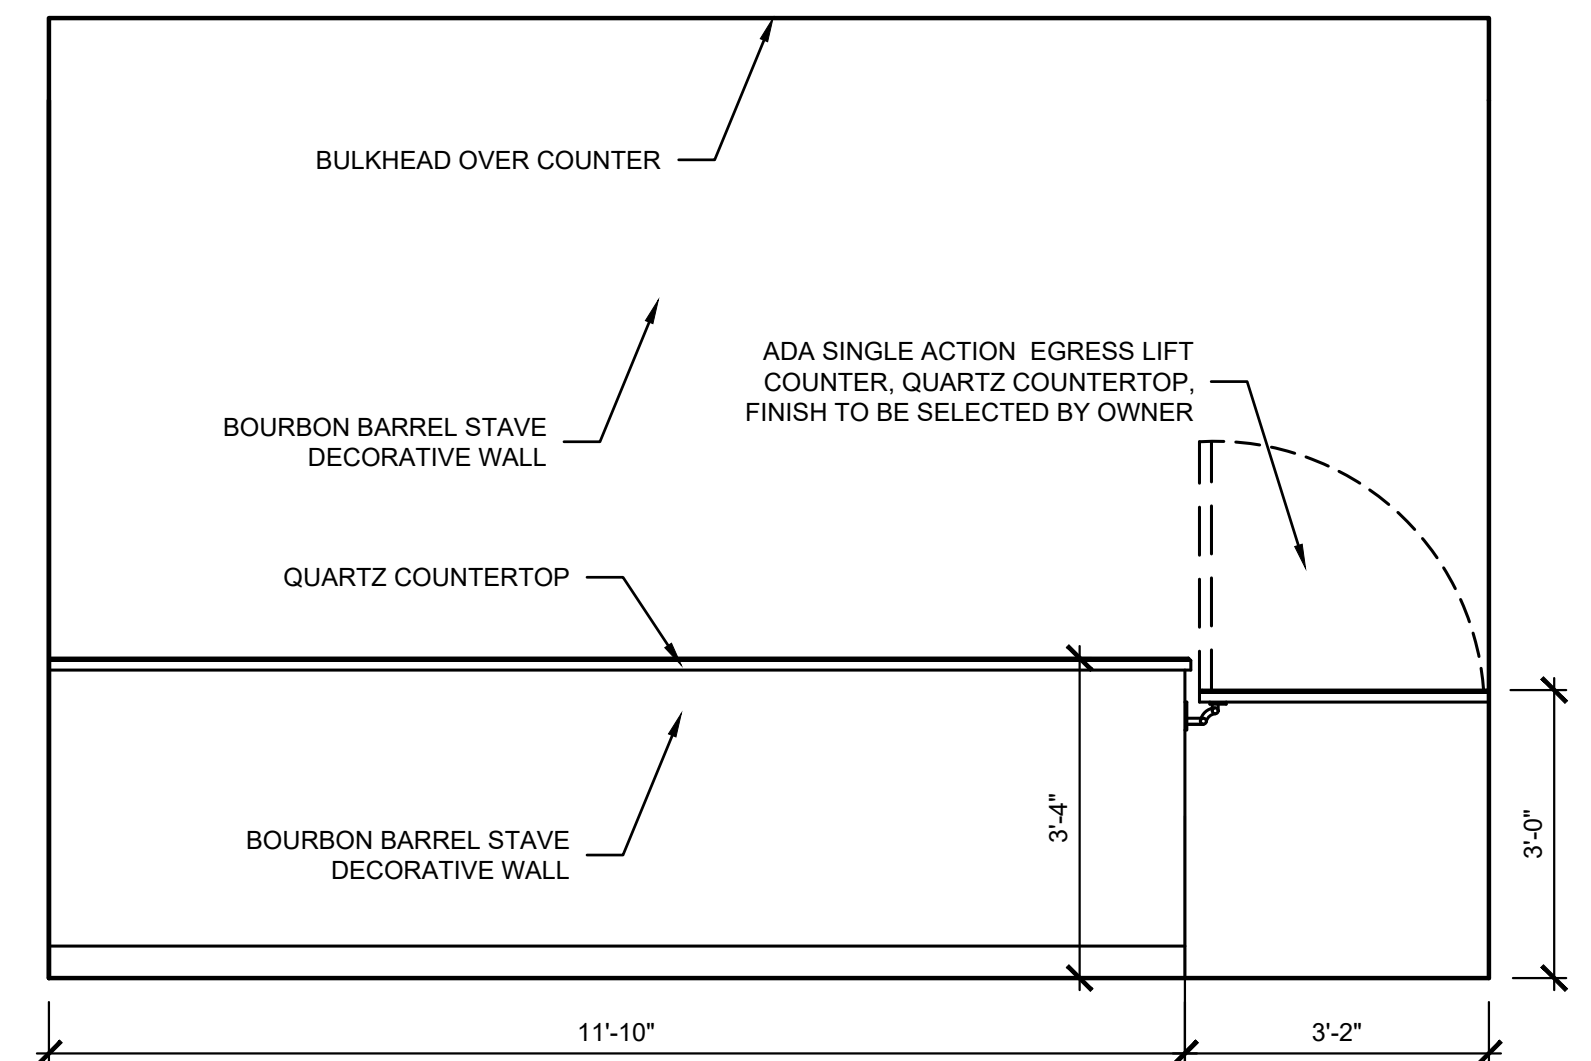 BULKHEAD OVER COUNTER
ADA SINGLE ACTION  EGRESS LIFT
COUNTER, QUARTZ COUNTERTOP,
FINISH TO BE SELECTED BY OWNER
BOURBON BARREL STAVE
DECORATIVE WALL
QUARTZ COUNTERTOP
BOURBON BARREL STAVE
DECORATIVE WALL
3'-4"
3'-0"
11'-10"
3'-2"